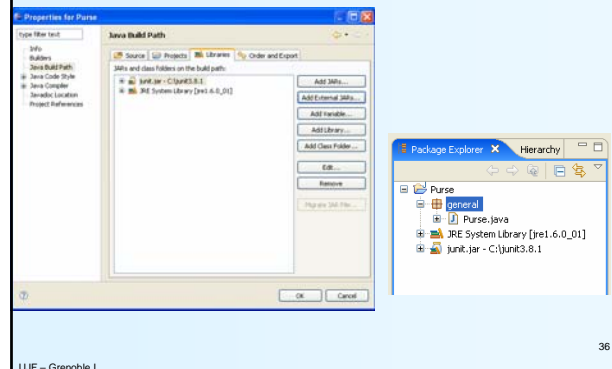 Properties for Purse
type filter text
Info
Builders
Java Build Path
Java Code Style
Java Compiler
Javadoc Location
Project References
Java Build Path
Source
Projects
Libraries
Order and Export
JARs and class folders on the build path:
junit.jar - C:\junit3.8.1
JRE System Library [jre1.6.0_01]
Add JARs...
Add External JARs...
Add Variable...
Add Library...
Add Class Folder...
Edit...
Remove
Migrate JAR File...
OK
Cancel
Package Explorer
Hierarchy
Purse
general
Purse.java
JRE System Library [jre1.6.0_01]
junit.jar - C:\junit3.8.1
36
UJF – Grenoble I